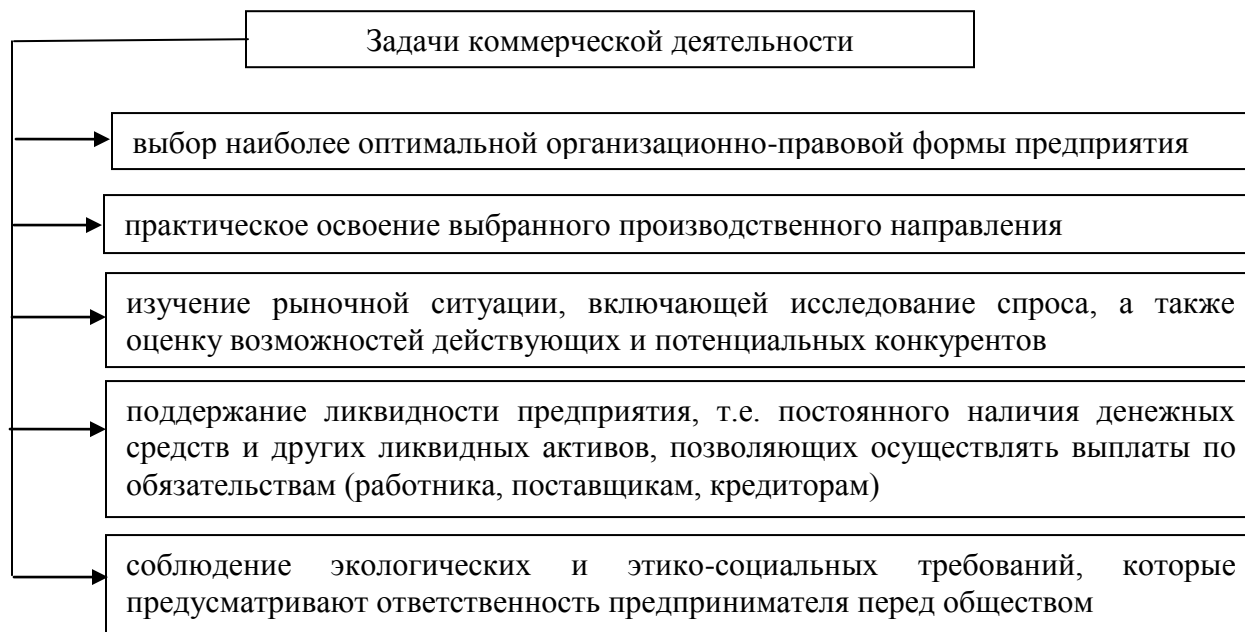 Задачи коммерческой деятельности
выбор наиболее оптимальной организационно-правовой формы предприятия
практическое освоение выбранного производственного направления
изучение рыночной ситуации, включающей исследование спроса, а также
оценку возможностей действующих и потенциальных конкурентов
поддержание ликвидности предприятия, т.е. постоянного наличия денежных
средств и других ликвидных активов, позволяющих осуществлять выплаты по
обязательствам (работника, поставщикам, кредиторам)
соблюдение экологических и этико-социальных требований, которые
предусматривают ответственность предпринимателя перед обществом